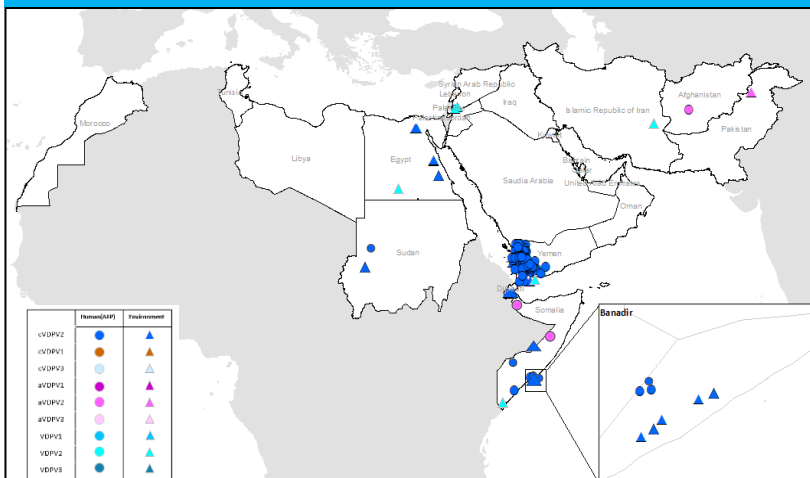 Syrian Arab Republic
Tunisia
Lebanon
Iraq
Afghanistan
Islamic Republic of Iran
Morocco
Pakistan
Kuwait
Libya
Egypt
Bahrain
Qatar
Saudi Arabia
United Arab Emirates
Oman
Sudan
Yemen
Djibouti
Somalia
Banadir
Human(AFP) Environment
cVDPV2
cVDPV1
cVDPV3
aVDPV1
aVDPV2
aVDPV3
VDPV1
VDPV2
VDPV3